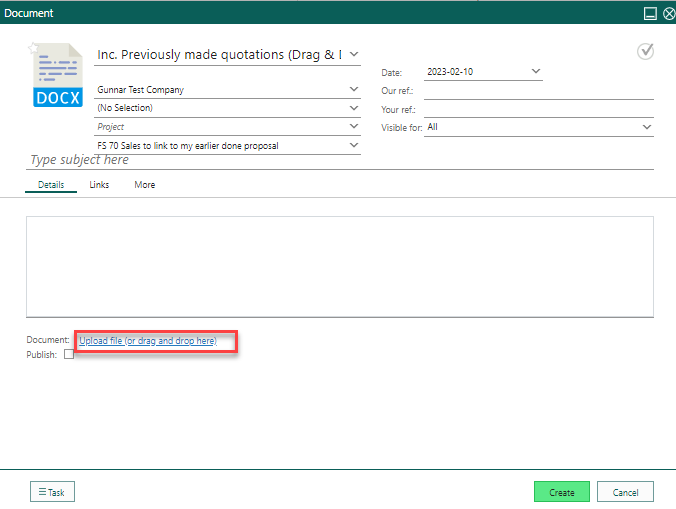 Document
DOCX
Inc. Previously made quotations (Drag & I
Gunnar Test Company
(No Selection)
Project
FS 70 Sales to link to my earlier done proposal
Date: 2023-02-10
Our ref.:
Your ref.:
Visible for: All
Type subject here
Details Links More
Document: Upload file (or drag and drop here)
Publish:
Task Create Cancel